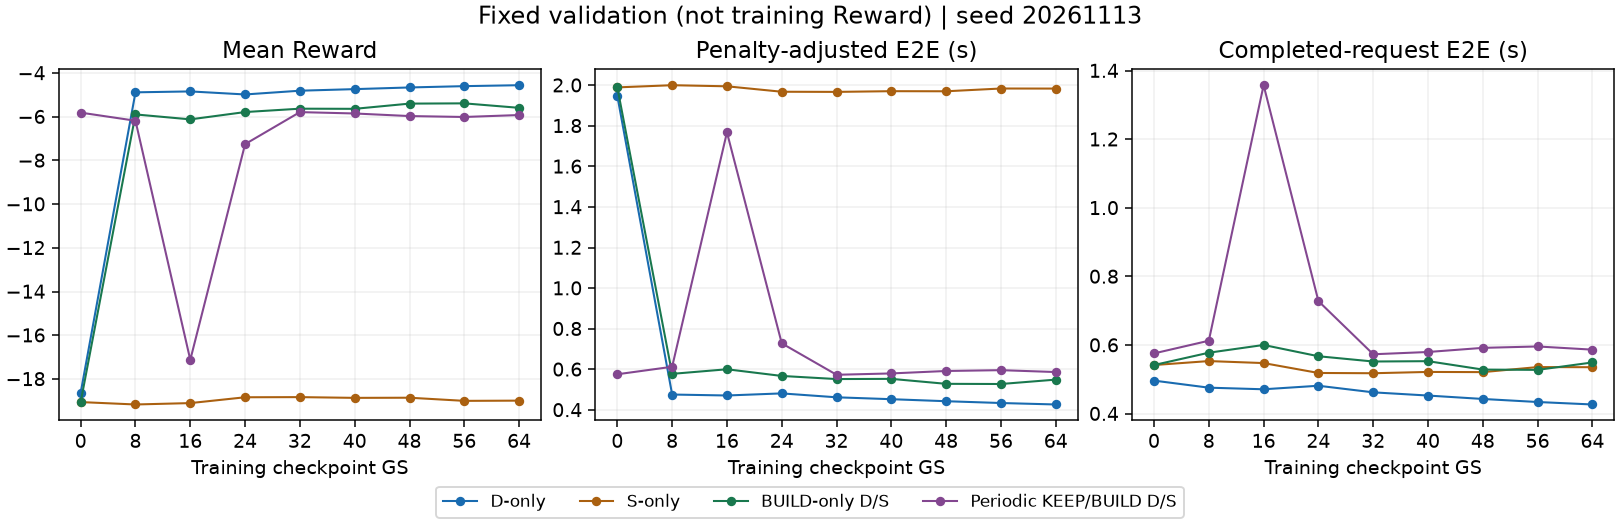 Fixed validation (not training Reward) | seed 20261113
Mean Reward
−4
−6
−8
−10
−12
−14
−16
−18
0 8 16 24 32 40 48 56 64
Training checkpoint GS
Penalty-adjusted E2E (s)
2.0
1.8
1.6
1.4
1.2
1.0
0.8
0.6
0.4
0 8 16 24 32 40 48 56 64
Training checkpoint GS
Completed-request E2E (s)
1.4
1.2
1.0
0.8
0.6
0.4
0 8 16 24 32 40 48 56 64
Training checkpoint GS
D-only S-only BUILD-only D/S Periodic KEEP/BUILD D/S